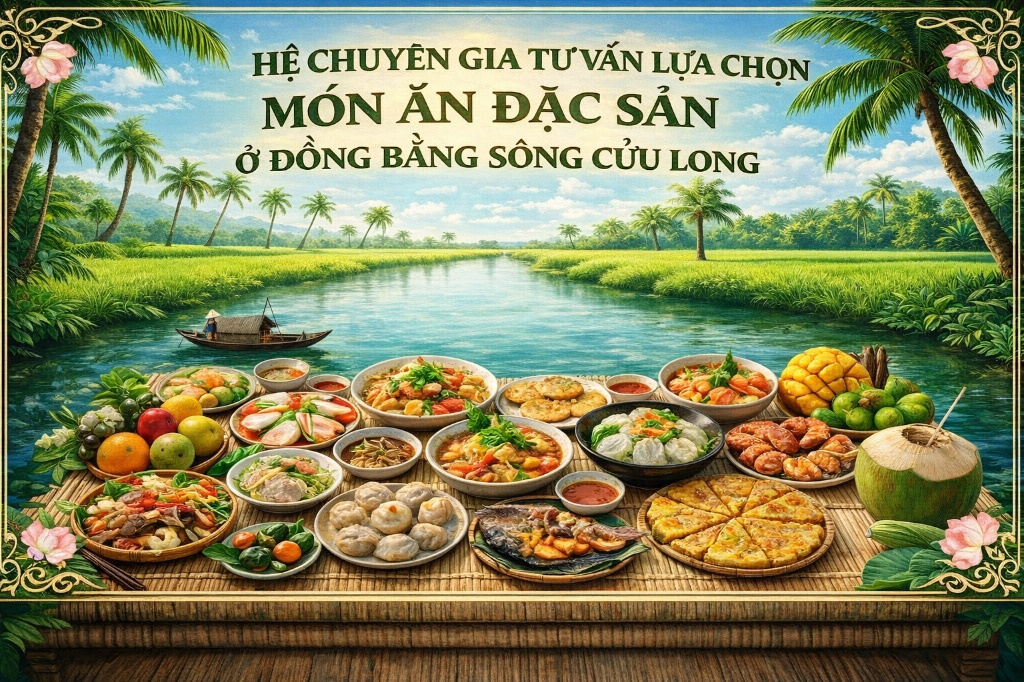 HỆ CHUYÊN GIA TƯ VẤN LỰA CHỌN
MÓN ĂN ĐẶC SẢN
Ở ĐỒNG BẰNG SÔNG CỬU LONG